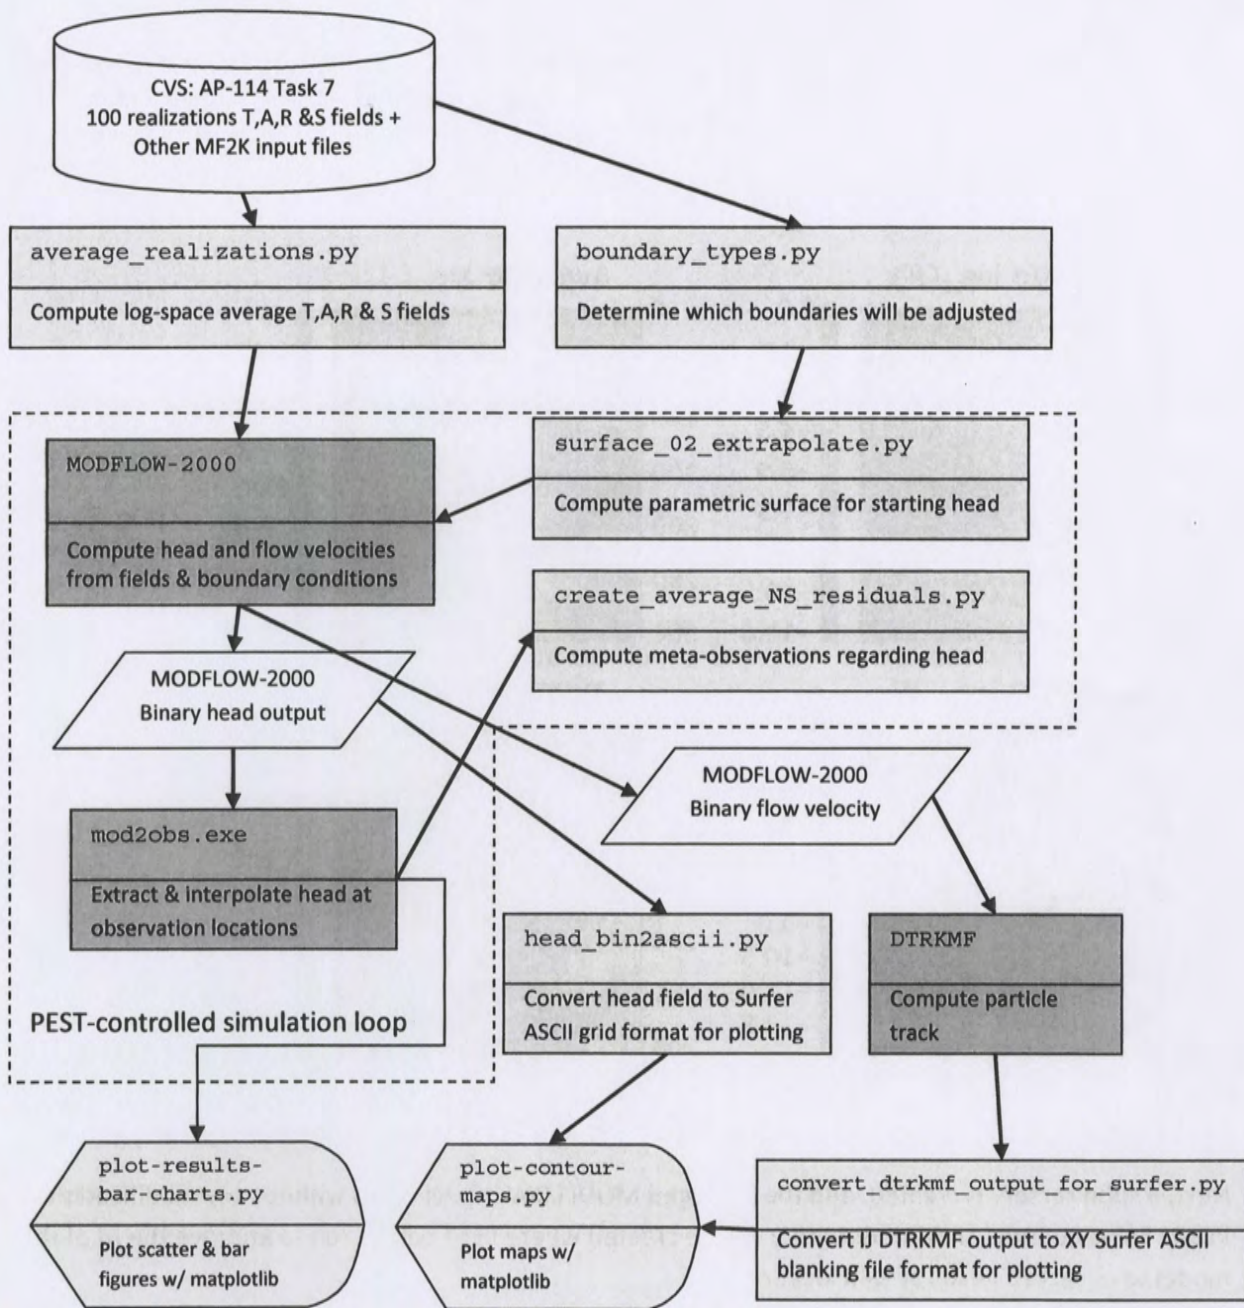 CVS: AP-114 Task 7
100 realizations T,A,R &S fields +
Other MF2K input files
average_realizations.py
Compute log-space average T,A,R & S fields
boundary_types.py
Determine which boundaries will be adjusted
MODFLOW-2000
Compute head and flow velocities
from fields & boundary conditions
surface_02_extrapolate.py
Compute parametric surface for starting head
create_average_NS_residuals.py
Compute meta-observations regarding head
MODFLOW-2000
Binary head output
MODFLOW-2000
Binary flow velocity
mod2obs.exe
Extract & interpolate head at
observation locations
PEST-controlled simulation loop
head_bin2ascii.py
Convert head field to Surfer
ASCII grid format for plotting
DTRKMF
Compute particle
track
plot-results-
bar-charts.py
Plot scatter & bar
figures w/ matplotlib
plot-contour-
maps.py
Plot maps w/
matplotlib
convert_dtrkmf_output_for_surfer.py
Convert IJ DTRKMF output to XY Surfer ASCII
blanking file format for plotting